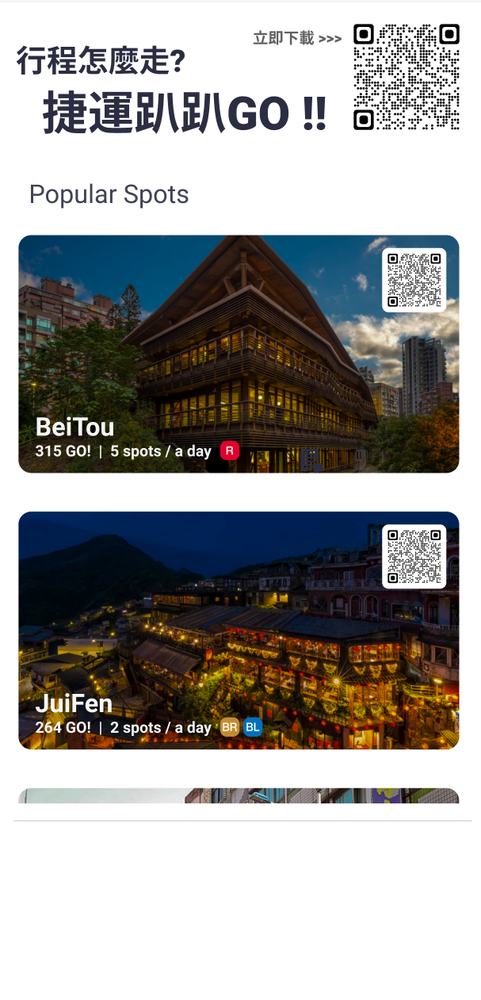 立即下載 >>>
行程怎麼走?
捷運趴趴GO !!
Popular Spots
BeiTou
315 GO! | 5 spots / a day R
JuiFen
264 GO! | 2 spots / a day BR BL